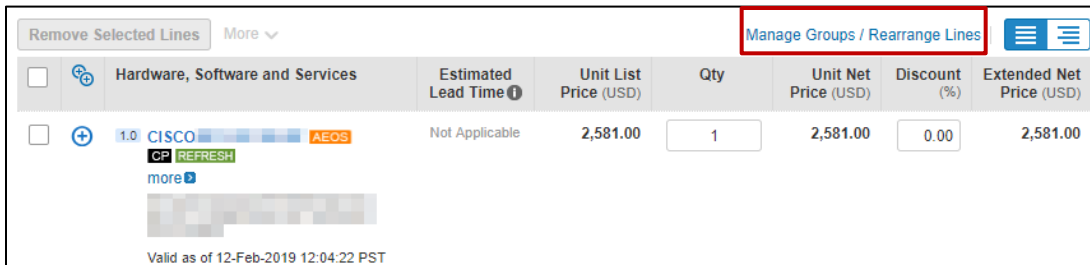 Remove Selected Lines More Manage Groups / Rearrange Lines
Hardware, Software and Services Estimated Lead Time Unit List Price (USD) Qty Unit Net Price (USD) Discount (%) Extended Net Price (USD)
1.0 CISCO AEOS Not Applicable 2,581.00 1 2,581.00 0.00 2,581.00
CP REFRESH
more
Valid as of 12-Feb-2019 12:04:22 PST